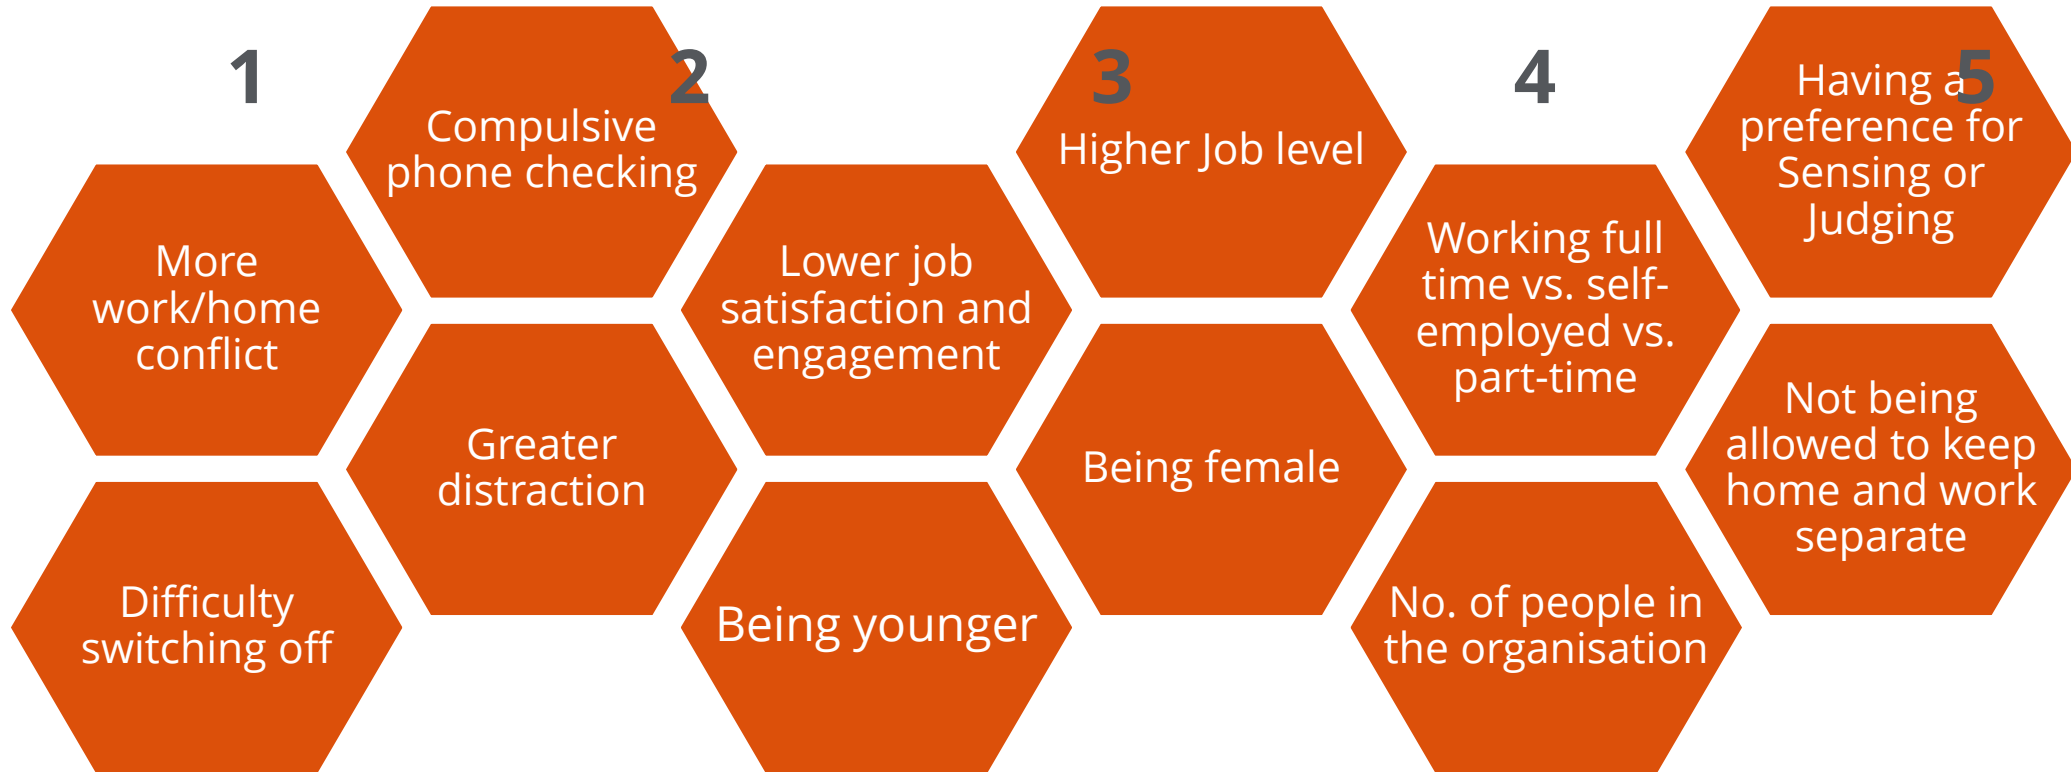 1
2
3
4
5
More
work/home
conflict
Difficulty
switching off
Compulsive
phone checking
Greater
distraction
Lower job
satisfaction and
engagement
Being younger
Higher Job level
Being female
Working full
time vs. self-
employed vs.
part-time
No. of people in
the organisation
Having a
preference for
Sensing or
Judging
Not being
allowed to keep
home and work
separate